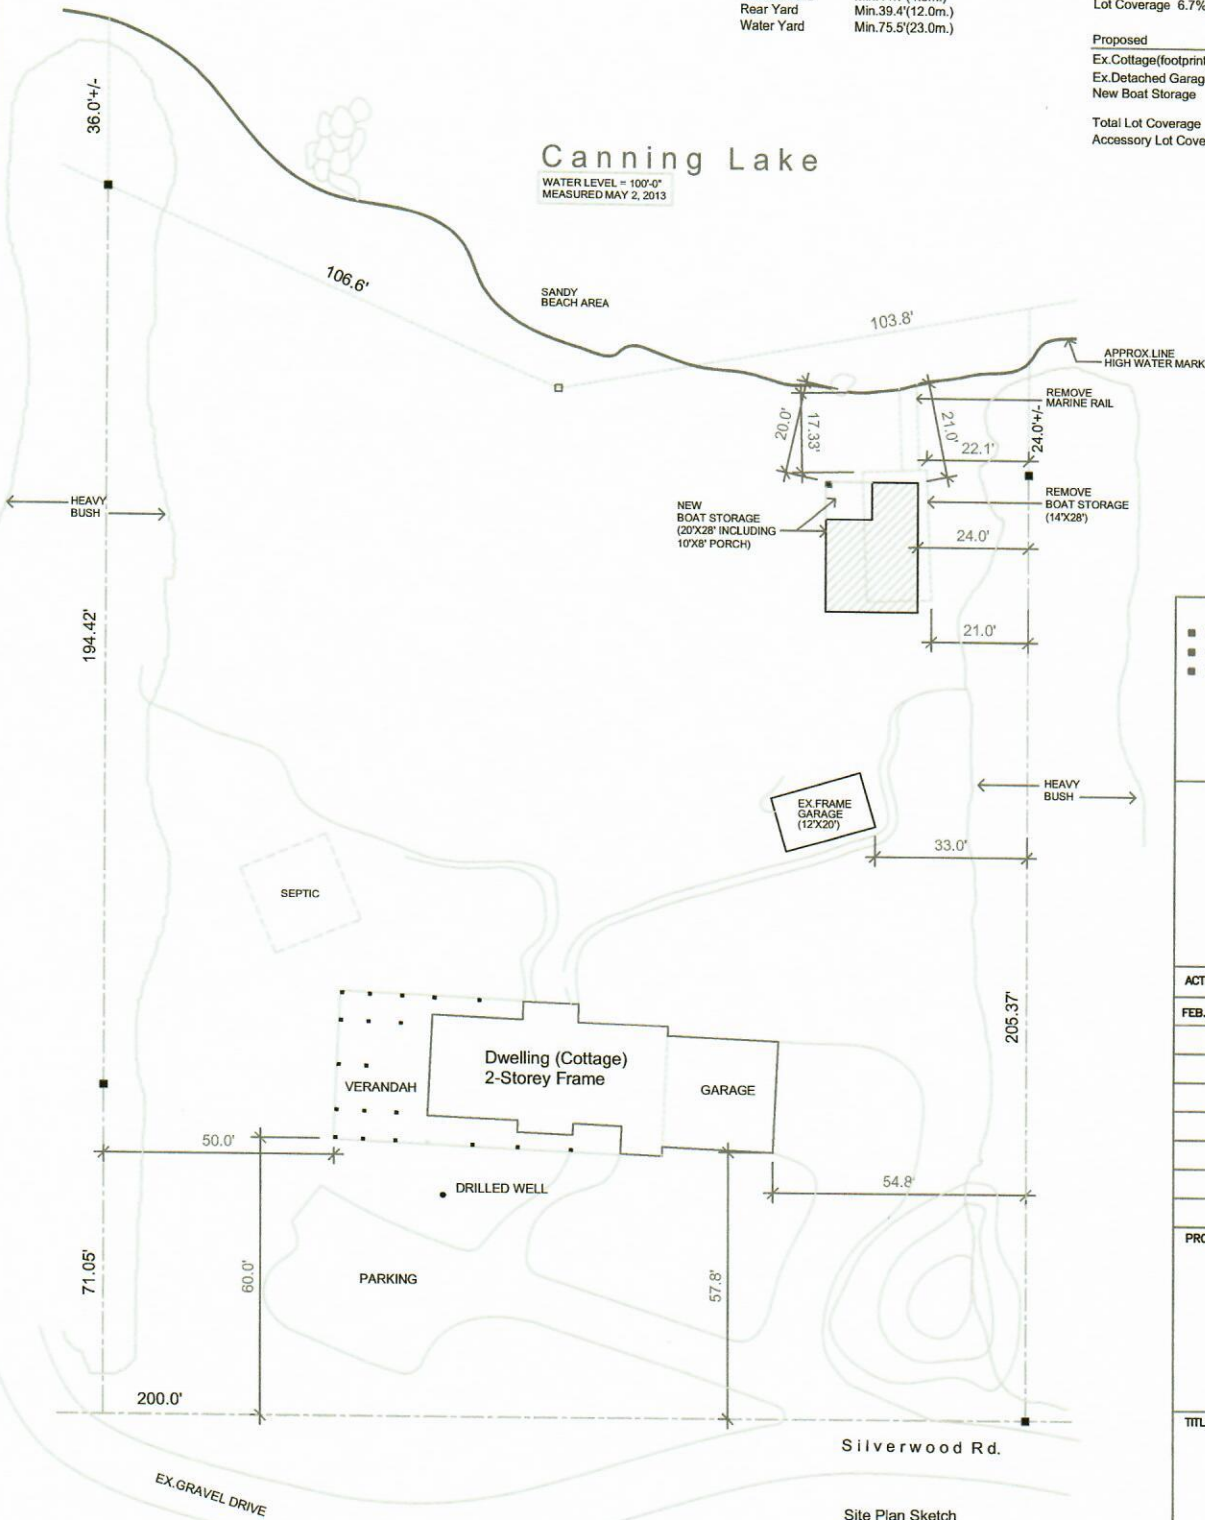 Rear Yard Min.39.4'(12.0m.)
Water Yard Min.75.5'(23.0m.)
Lot Coverage 6.7%
Proposed
Ex.Cottage(footprint
Ex.Detached Garag
New Boat Storage
Total Lot Coverage
Accessory Lot Cove
36.0'+/-
Canning Lake
WATER LEVEL = 100'-0"
MEASURED MAY 2, 2013
106.6'
SANDY
BEACH AREA
103.8'
APPROX.LINE
HIGH WATER MARK
REMOVE
MARINE RAIL
20.0'
17.33'
21.0'
22.1'
24.0'+/-
HEAVY
BUSH
NEW
BOAT STORAGE
(20'X28' INCLUDING
10'X8' PORCH)
REMOVE
BOAT STORAGE
(14'X28')
24.0'
21.0'
194.42'
EX.FRAME
GARAGE
(12'X20')
HEAVY
BUSH
33.0'
SEPTIC
ACT
FEB.
205.37'
Dwelling (Cottage)
2-Storey Frame
VERANDAH
GARAGE
50.0'
DRILLED WELL
54.8'
71.05'
60.0'
PARKING
57.8'
PRO
200.0'
TITL
Silverwood Rd.
EX.GRAVEL DRIVE
Site Plan Sketch